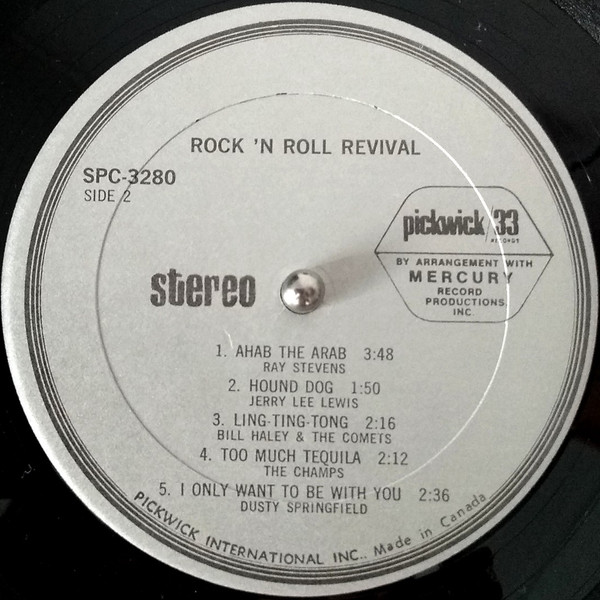 ROCK 'N ROLL REVIVAL
SPC-3280
SIDE 2
pickwick/33
RECORDS
BY ARRANGEMENT WITH
MERCURY
RECORD
PRODUCTIONS
INC.
stereo
1. AHAB THE ARAB 3:48
RAY STEVENS
2. HOUND DOG 1:50
JERRY LEE LEWIS
3. LING-TING-TONG 2:16
BILL HALEY & THE COMETS
4. TOO MUCH TEQUILA 2:12
THE CHAMPS
5. I ONLY WANT TO BE WITH YOU 2:36
DUSTY SPRINGFIELD
PICKWICK INTERNATIONAL INC.. Made in Canada